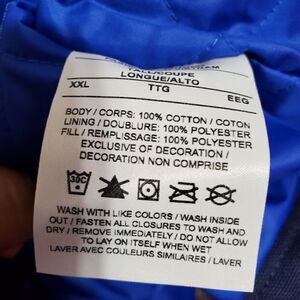 LONGUE/ALTO
XXL TTG EEG
BODY / CORPS: 100% COTTON / COTON
LINING / DOUBLURE: 100% POLYESTER
FILL / REMPLISSAGE: 100% POLYESTER
EXCLUSIVE OF DECORATION /
DECORATION NON COMPRISE
30C
WASH WITH LIKE COLORS / WASH INSIDE
OUT / FASTEN ALL CLOSURES TO WASH AND
DRY / REMOVE IMMEDIATELY / DO NOT ALLOW
TO LAY ON ITSELF WHEN WET
LAVER AVEC COULEURS SIMILAIRES / LAVER